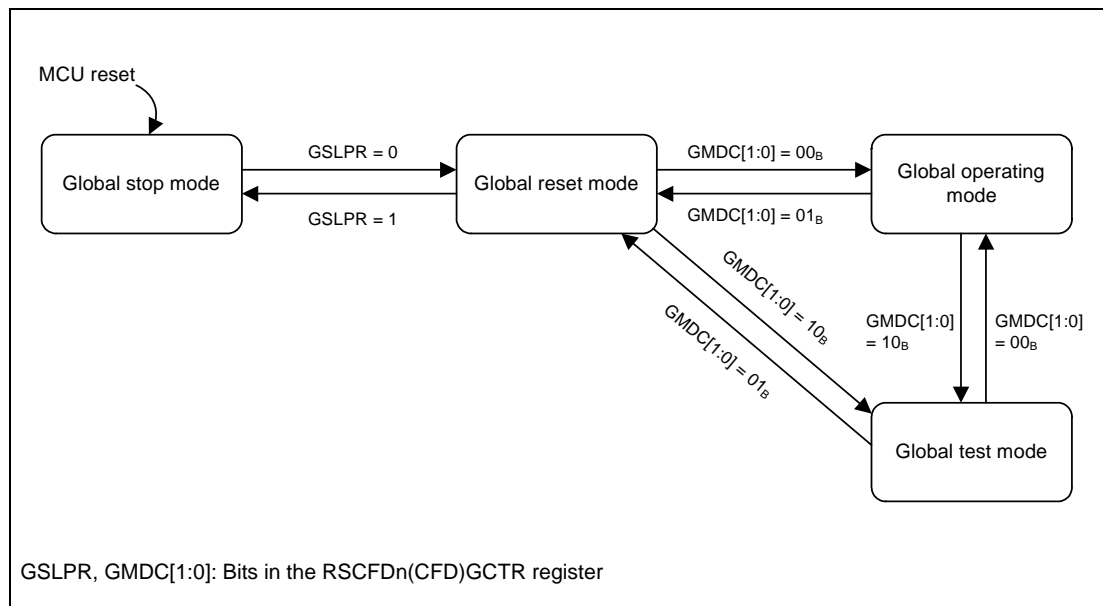 MCU reset
Global stop mode
GSLPR = 0
GSLPR = 1
Global reset mode
GMDC[1:0] = 00B
GMDC[1:0] = 01B
Global operating
mode
GMDC[1:0] = 10B
GMDC[1:0] = 01B
GMDC[1:0]
= 10B
GMDC[1:0]
= 00B
Global test mode
GSLPR, GMDC[1:0]: Bits in the RSCFDn(CFD)GCTR register